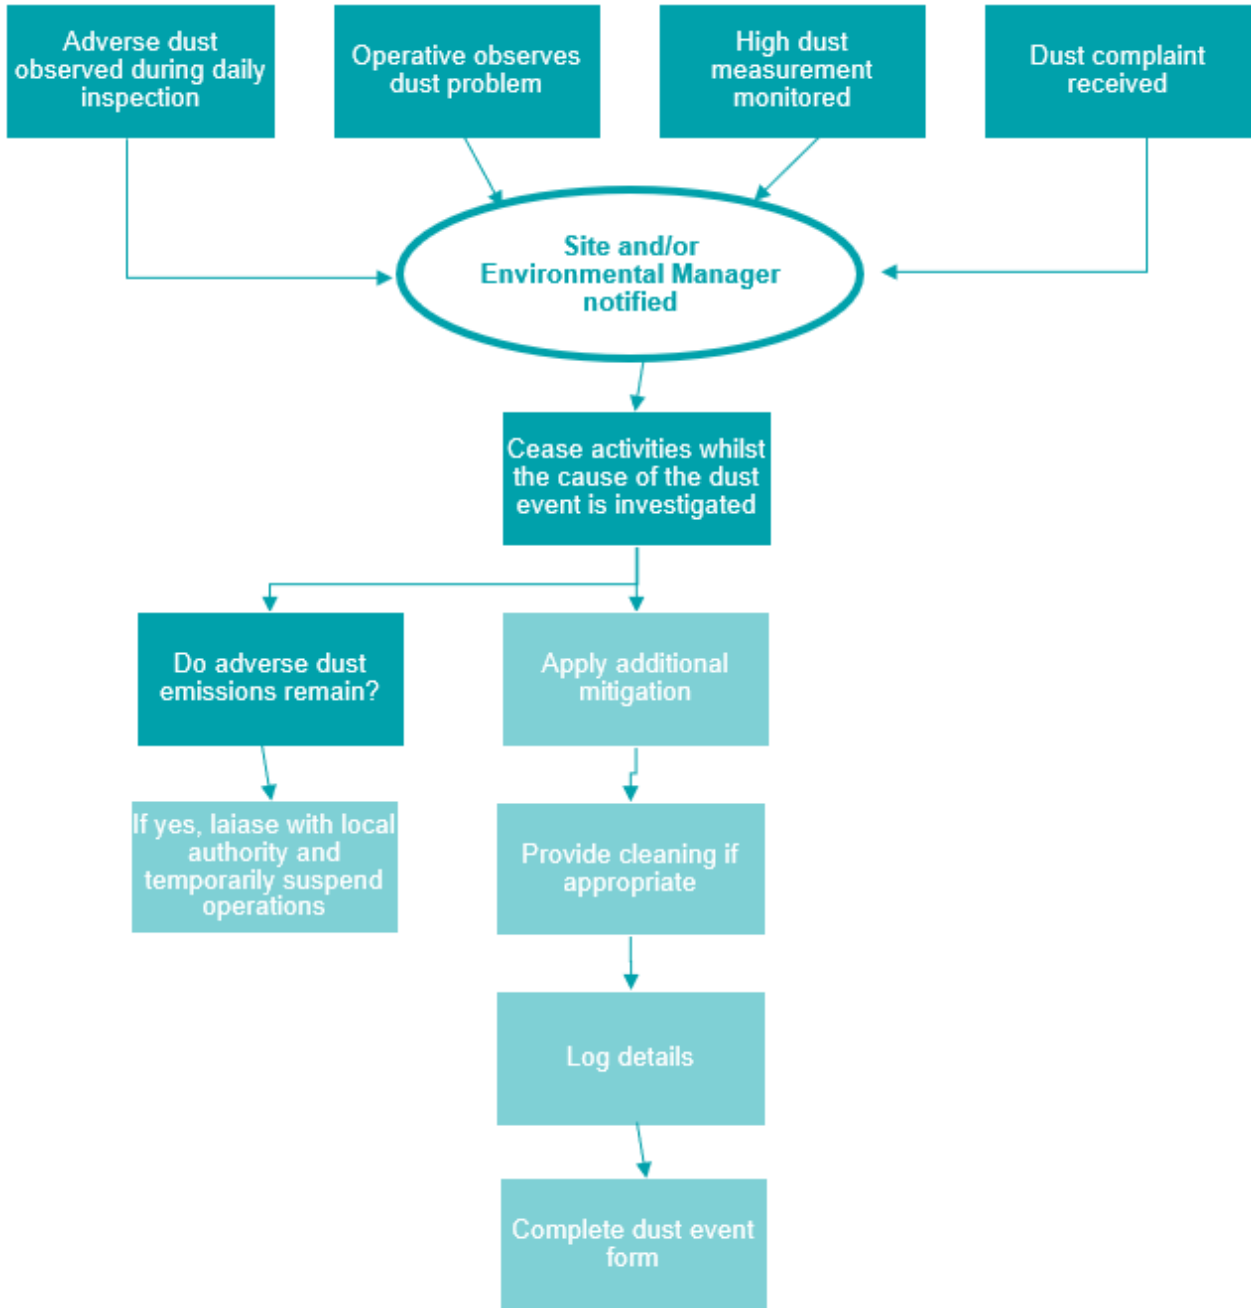 Adverse dust
observed during daily
inspection
Operative observes
dust problem
High dust
measurement
monitored
Dust complaint
received
Site and/or
Environmental Manager
notified
Cease activities whilst
the cause of the dust
event is investigated
Do adverse dust
emissions remain?
Apply additional
mitigation
If yes, laiase with local
authority and
temporarily suspend
operations
Provide cleaning if
appropriate
Log details
Complete dust event
form